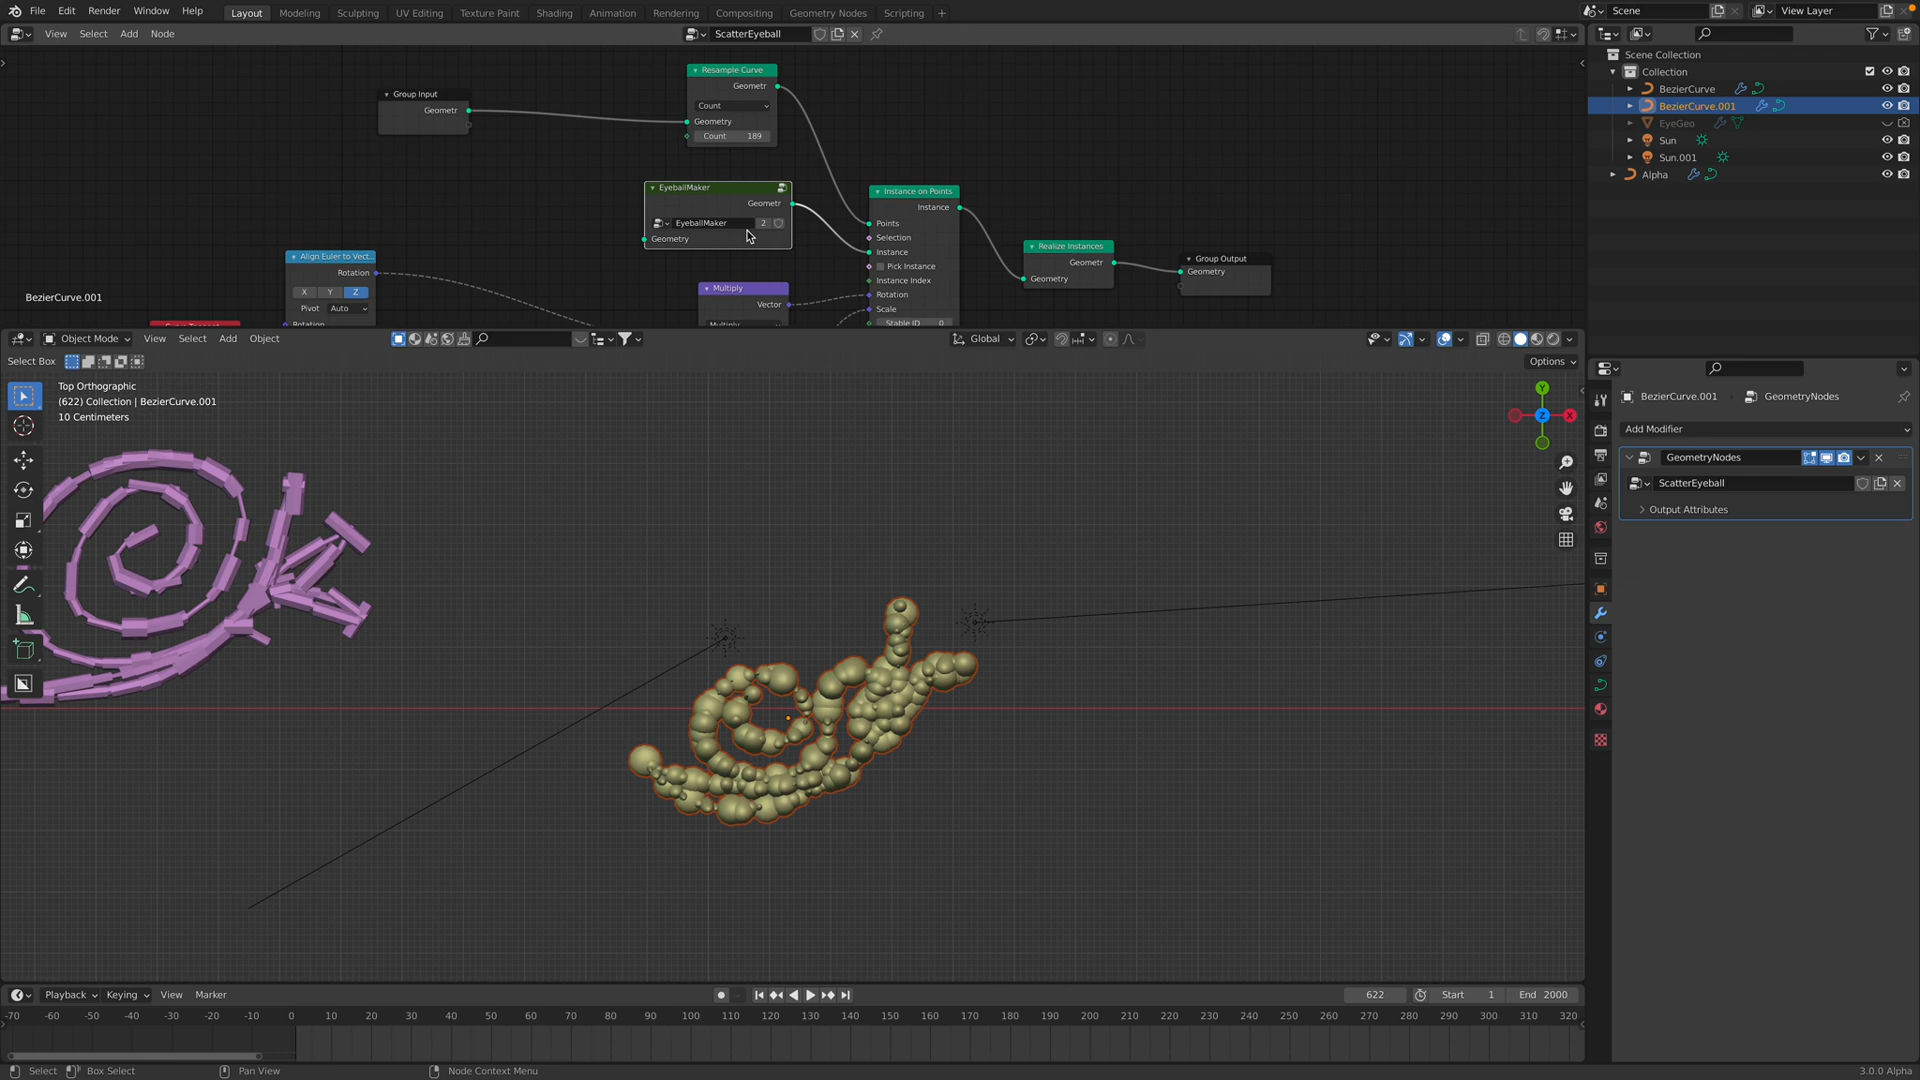 File Edit Render Window Help Layout Modeling Sculpting UV Editing Texture Paint Shading Animation Rendering Compositing Geometry Nodes Scripting + Scene View Layer
View Select Add Node ScatterEyeball
Scene Collection
Collection
BezierCurve
BezierCurve.001
EyeGeo
Sun
Sun.001
Alpha
Resample Curve
Geometr
Count
Geometry
Count 189
Group Input
Geometr
EyeballMaker
Geometr
EyeballMaker 2
Geometry
Instance on Points
Instance
Points
Selection
Instance
Pick Instance
Instance Index
Rotation
Scale
Stable ID 0
Realize Instances
Geometr
Geometry
Group Output
Geometry
Align Euler to Vect..
Rotation
X Y Z
Pivot Auto
Rotation
Multiply
Vector
Multiply
BezierCurve.001
Object Mode View Select Add Object Global
Select Box Options
Top Orthographic
(622) Collection | BezierCurve.001
10 Centimeters
Y
Z X
BezierCurve.001 GeometryNodes
Add Modifier
GeometryNodes
ScatterEyeball
Output Attributes
Playback Keying View Marker 622 Start 1 End 2000
-70 -60 -50 -40 -30 -20 -10 0 10 20 30 40 50 60 70 80 90 100 110 120 130 140 150 160 170 180 190 200 210 220 230 240 250 260 270 280 290 300 310 320
Select Box Select Pan View Node Context Menu 3.0.0 Alpha